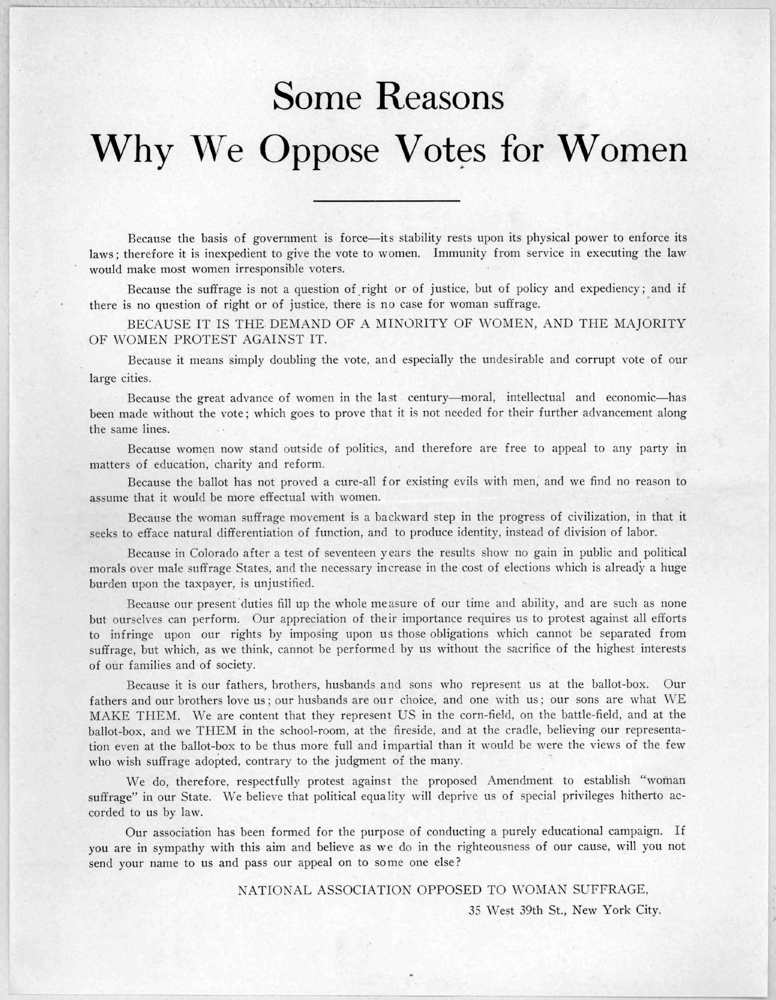 Some Reasons
Why We Oppose Votes for Women
Because the basis of government is force—its stability rests upon its physical power to enforce its
laws; therefore it is inexpedient to give the vote to women. Immunity from service in executing the law
would make most women irresponsible voters.
Because the suffrage is not a question of right or of justice, but of policy and expediency; and if
there is no question of right or of justice, there is no case for woman suffrage.
BECAUSE IT IS THE DEMAND OF A MINORITY OF WOMEN, AND THE MAJORITY
OF WOMEN PROTEST AGAINST IT.
Because it means simply doubling the vote, and especially the undesirable and corrupt vote of our
large cities.
Because the great advance of women in the last century—moral, intellectual and economic—has
been made without the vote; which goes to prove that it is not needed for their further advancement along
the same lines.
Because women now stand outside of politics, and therefore are free to appeal to any party in
matters of education, charity and reform.
Because the ballot has not proved a cure-all for existing evils with men, and we find no reason to
assume that it would be more effectual with women.
Because the woman suffrage movement is a backward step in the progress of civilization, in that it
seeks to efface natural differentiation of function, and to produce identity, instead of division of labor.
Because in Colorado after a test of seventeen years the results show no gain in public and political
morals over male suffrage States, and the necessary increase in the cost of elections which is already a huge
burden upon the taxpayer, is unjustified.
Because our present duties fill up the whole measure of our time and ability, and are such as none
but ourselves can perform. Our appreciation of their importance requires us to protest against all efforts
to infringe upon our rights by imposing upon us those obligations which cannot be separated from
suffrage, but which, as we think, cannot be performed by us without the sacrifice of the highest interests
of our families and of society.
Because it is our fathers, brothers, husbands and sons who represent us at the ballot-box. Our
fathers and our brothers love us; our husbands are our choice, and one with us; our sons are what WE
MAKE THEM. We are content that they represent US in the corn-field, on the battle-field, and at the
ballot-box, and we THEM in the school-room, at the fireside, and at the cradle, believing our representa-
tion even at the ballot-box to be thus more full and impartial than it would be were the views of the few
who wish suffrage adopted, contrary to the judgment of the many.
We do, therefore, respectfully protest against the proposed Amendment to establish “woman
suffrage” in our State. We believe that political equality will deprive us of special privileges hitherto ac-
corded to us by law.
Our association has been formed for the purpose of conducting a purely educational campaign. If
you are in sympathy with this aim and believe as we do in the righteousness of our cause, will you not
send your name to us and pass our appeal on to some one else?
NATIONAL ASSOCIATION OPPOSED TO WOMAN SUFFRAGE,
35 West 39th St., New York City.